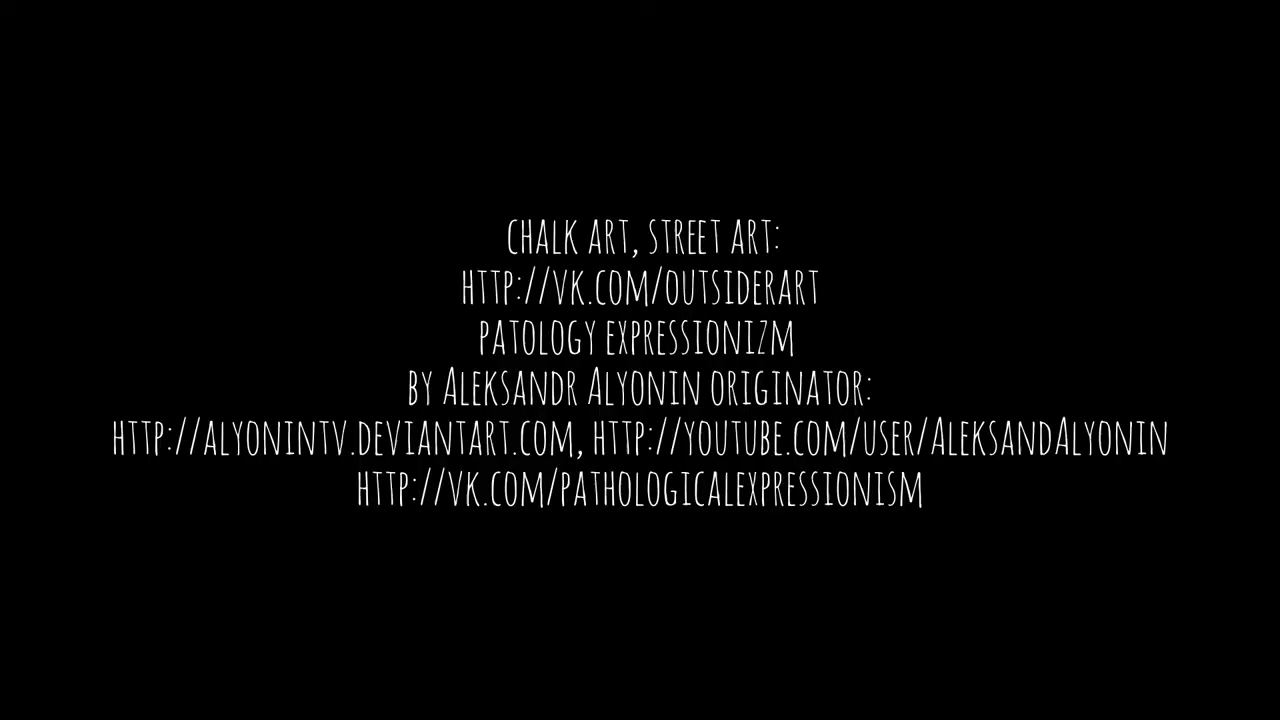 chalk art, street art:
http://vk.com/outsiderart
patology expressionizm
by Aleksandr Alyonin originator:
http://alyonintv.deviantart.com, http://youtube.com/user/AleksandAlyonin
http://vk.com/pathologicalexpressionism